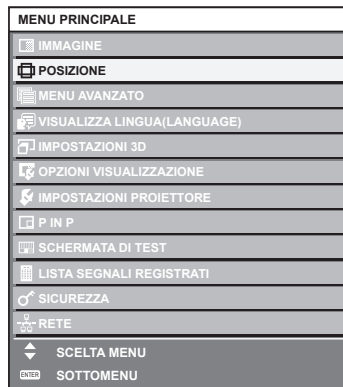 MENU PRINCIPALE
IMMAGINE
POSIZIONE
MENU AVANZATO
VISUALIZZA LINGUA(LANGUAGE)
IMPOSTAZIONI 3D
OPZIONI VISUALIZZAZIONE
IMPOSTAZIONI PROIETTORE
P IN P
SCHERMATA DI TEST
LISTA SEGNALI REGISTRATI
SICUREZZA
RETE
SCELTA MENU
ENTER SOTTOMENU